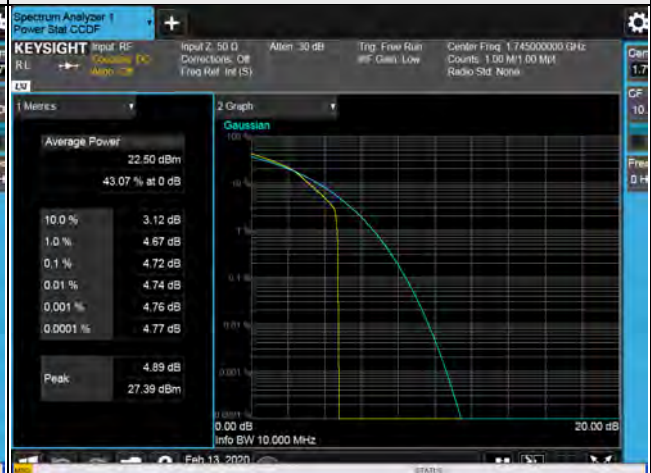 Spectrum Analyzer 1
Power Stat CCDF
+
KEYSIGHT Input: RF Input Z: 50 Ω Atten: 30 dB Trig: Free Run Center Freq: 1.745000000 GHz
RL Coupling: DC Corrections: Off IF Gain: Low Counts: 1.00 M/1.00 Mpt
Align: Off Freq Ref: Int (S) Radio Std: None
LXI
1 Metrics
2 Graph
Gaussian
Average Power
22.50 dBm
43.07 % at 0 dB
10.0 % 3.12 dB
1.0 % 4.67 dB
0.1 % 4.72 dB
0.01 % 4.74 dB
0.001 % 4.76 dB
0.0001 % 4.77 dB
Peak
4.89 dB
27.39 dBm
100 %
10 %
1 %
0.1 %
0.01 %
0.001 %
0.0001 %
0.00 dB 20.00 dB
Info BW 10.000 MHz
Feb 13, 2020
MSG STATUS